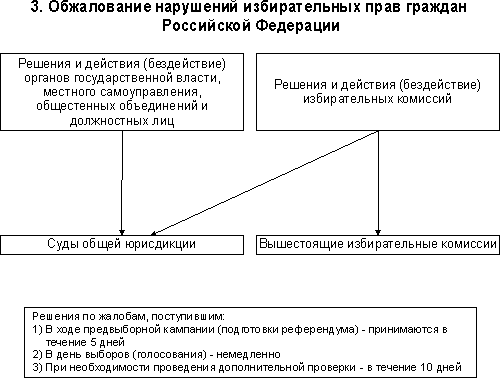 3. Обжалование нарушений избирательных прав граждан
Российской Федерации
Решения и действия (бездействие)
органов государственной власти,
местного самоуправления,
общестенных объединений и
должностных лиц
Решения и действия (бездействие)
избирательных комиссий
Суды общей юрисдикции
Вышестоящие избирательные комиссии
Решения по жалобам, поступившим:
1) В ходе предвыборной кампании (подготовки референдума) - принимаются в
течение 5 дней
2) В день выборов (голосования) - немедленно
3) При необходимости проведения дополнительной проверки - в течение 10 дней